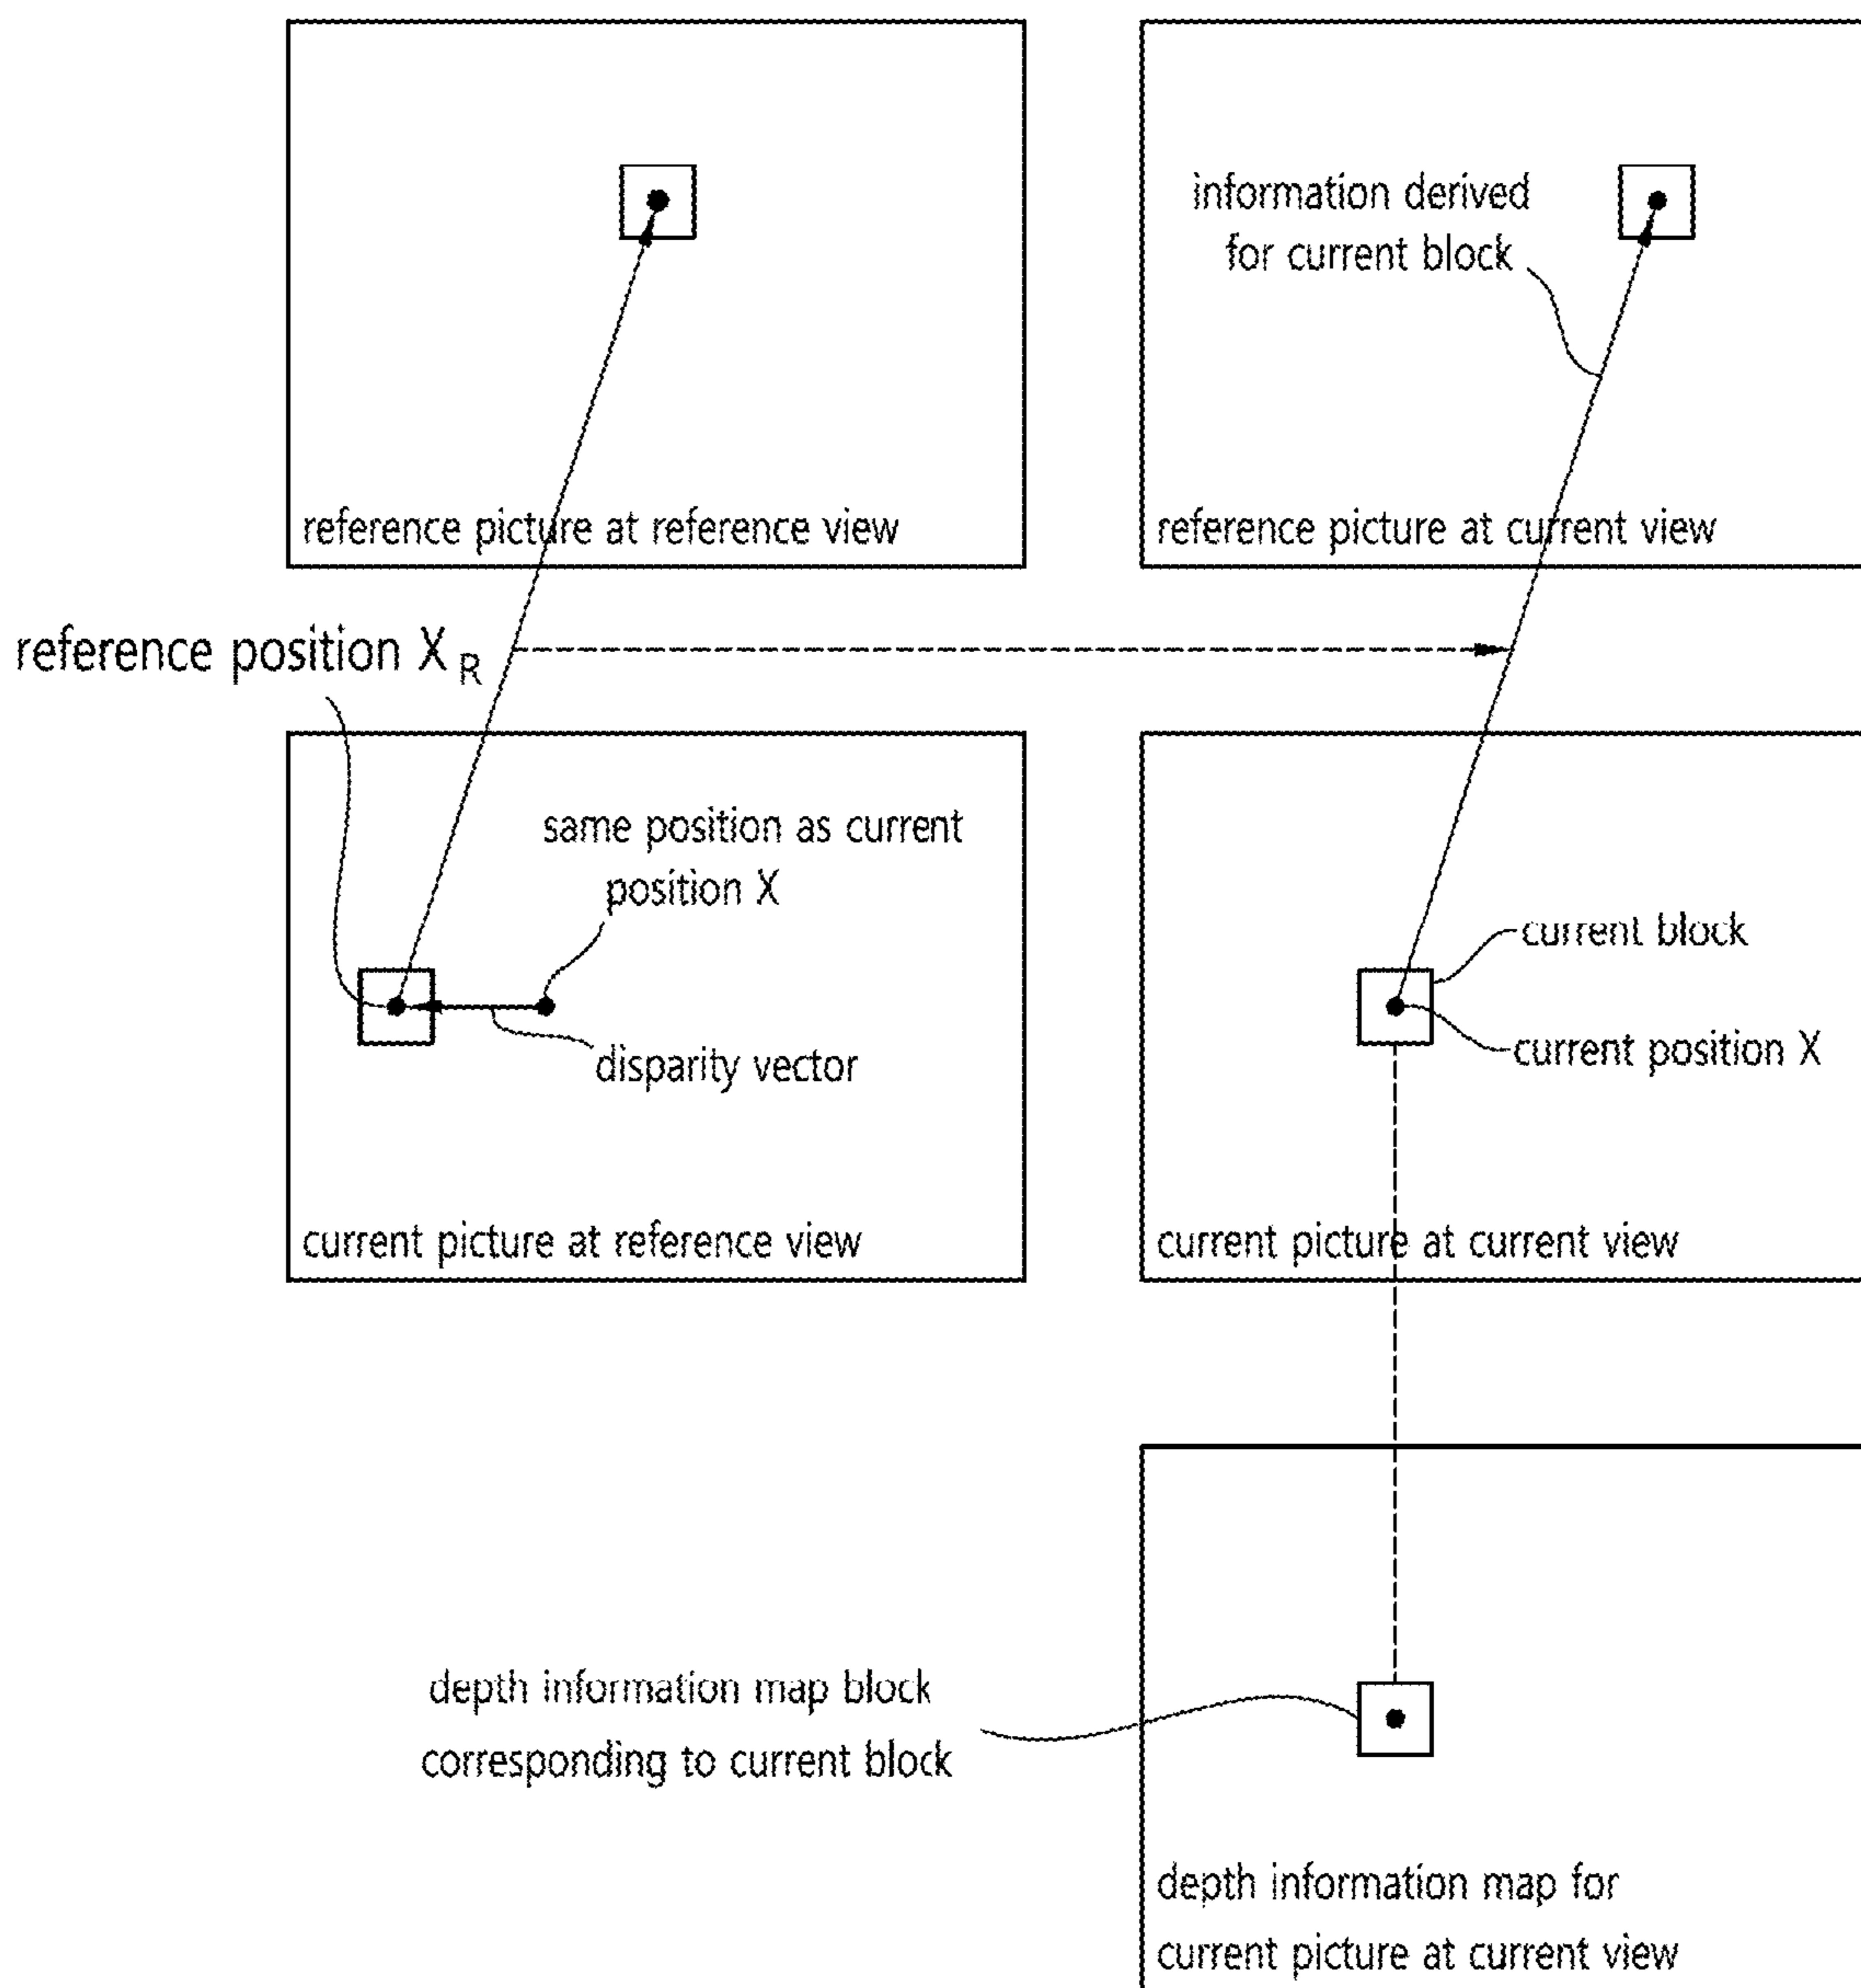 information derived
for current block
reference picture at reference view
reference picture at current view
reference position X R
same position as current
position X
current block
disparity vector
current position X
current picture at reference view
current picture at current view
depth information map block
corresponding to current block
depth information map for
current picture at current view